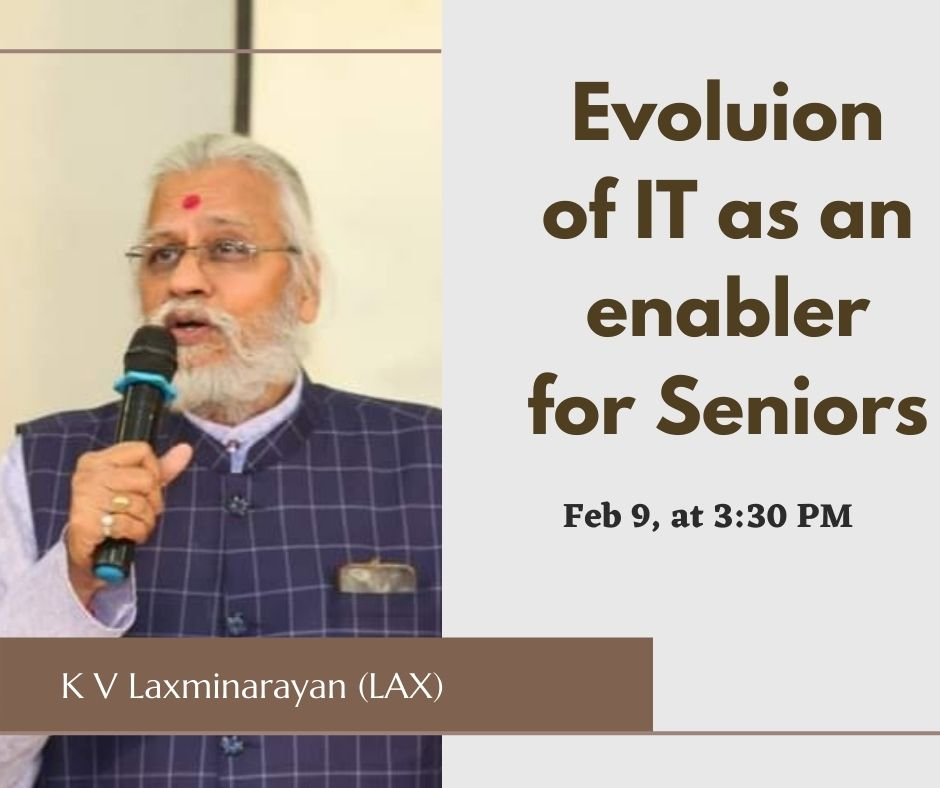 Evoluion
of IT as an
enabler
for Seniors
Feb 9, at 3:30 PM
K V Laxminarayan (LAX)